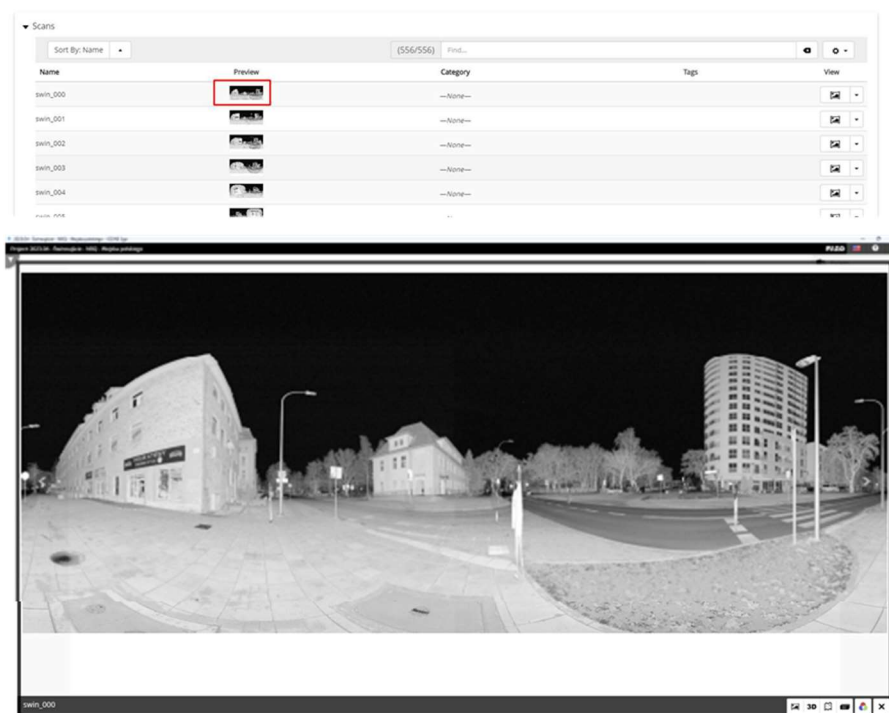 Scans
Sort By: Name
(556/556) Find...
Name Preview Category Tags View
swin_000 —None—
swin_001 —None—
swin_002 —None—
swin_003 —None—
swin_004 —None—
swin_000
3D